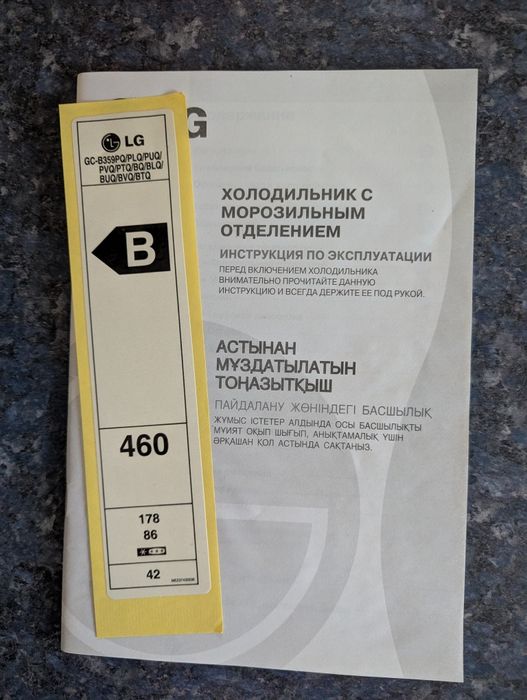 LG
GC-B359PQ/PLQ/PUQ/
PVQ/PTQ/BQ/BLQ/
BUQ/BVQ/BTQ
B
460
178
86
42
G
ХОЛОДИЛЬНИК С
МОРОЗИЛЬНЫМ
ОТДЕЛЕНИЕМ
ИНСТРУКЦИЯ ПО ЭКСПЛУАТАЦИИ
ПЕРЕД ВКЛЮЧЕНИЕМ ХОЛОДИЛЬНИКА
ВНИМАТЕЛЬНО ПРОЧИТАЙТЕ ДАННУЮ
ИНСТРУКЦИЮ И ВСЕГДА ДЕРЖИТЕ ЕЕ ПОД РУКОЙ.
АСТЫНАН
МҰЗДАТЫЛАТЫН
ТОҢАЗЫТҚЫШ
ПАЙДАЛАНУ ЖӨНІНДЕГІ БАСШЫЛЫҚ
ЖҰМЫС ІСТЕТЕР АЛДЫНДА ОСЫ БАСШЫЛЫҚТЫ
МҰИЯТ ОҚЫП ШЫҒЫП, АНЫҚТАМАЛЫҚ ҮШІН
ӘРҚАШАН ҚОЛ АСТЫНДА САҚТАҢЫЗ.